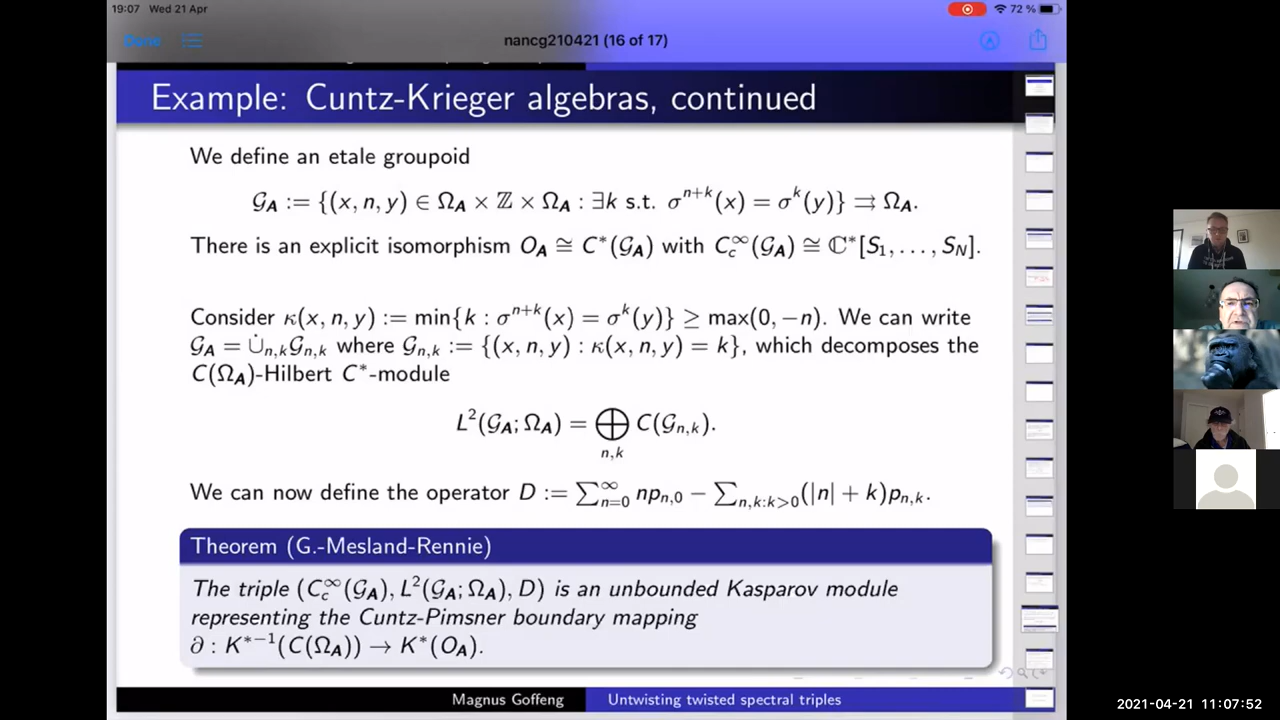 19:07 Wed 21 Apr
72 %
Done
nancg210421 (16 of 17)
Example: Cuntz-Krieger algebras, continued
We define an etale groupoid
𝒢_A := {(x, n, y) ∈ Ω_A × ℤ × Ω_A : ∃k s.t. σ^{n+k}(x) = σ^k(y)} ⇉ Ω_A.
There is an explicit isomorphism O_A ≅ C*(𝒢_A) with C_c^∞(𝒢_A) ≅ ℂ*[S_1, . . . , S_N].
Consider κ(x, n, y) := min{k : σ^{n+k}(x) = σ^k(y)} ≥ max(0, −n). We can write
𝒢_A = ∪̇_{n,k}𝒢_{n,k} where 𝒢_{n,k} := {(x, n, y) : κ(x, n, y) = k}, which decomposes the
C(Ω_A)-Hilbert C*-module
L²(𝒢_A; Ω_A) = ⊕_{n,k} C(𝒢_{n,k}).
We can now define the operator D := ∑_{n=0}^∞ np_{n,0} − ∑_{n,k:k>0}(|n| + k)p_{n,k}.
Theorem (G.-Mesland-Rennie)
The triple (C_c^∞(𝒢_A), L²(𝒢_A; Ω_A), D) is an unbounded Kasparov module
representing the Cuntz-Pimsner boundary mapping
∂ : K^{*−1}(C(Ω_A)) → K^*(O_A).
Magnus Goffeng
Untwisting twisted spectral triples
2021-04-21 11:07:52